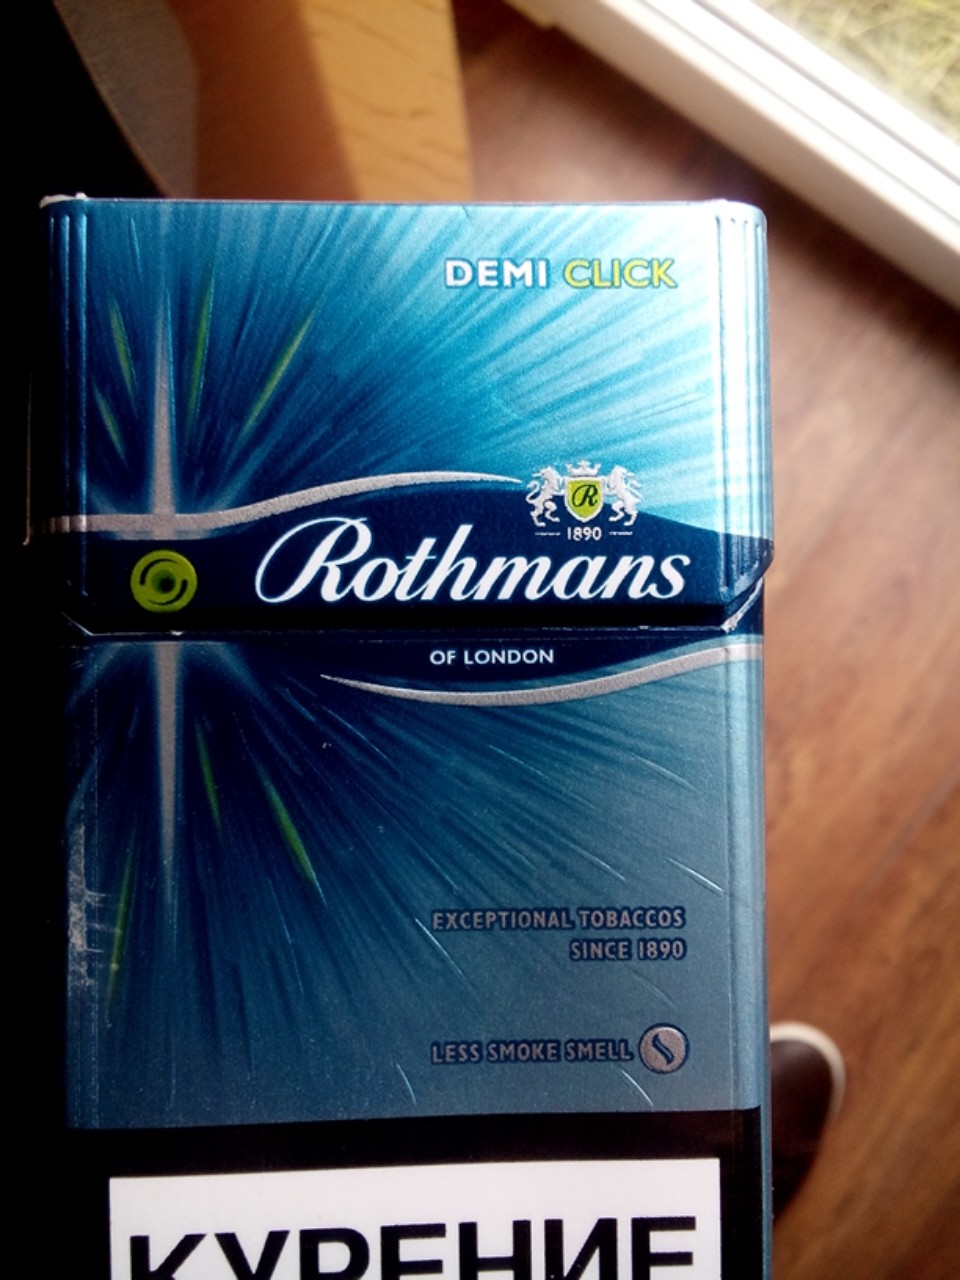 DEMI CLICK
R
1890
Rothmans
OF LONDON
EXCEPTIONAL TOBACCOS
SINCE 1890
LESS SMOKE SMELL
КУРЕНИЕ